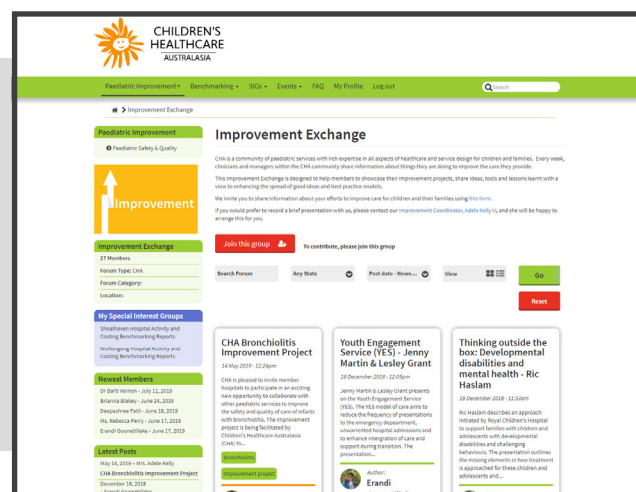 CHILDREN'S
HEALTHCARE
AUSTRALASIA
Paediatric Improvement
Benchmarking
SIGs
Events
FAQ
My Profile
Log out
Search
Improvement Exchange
Paediatric Improvement
Paediatric Safety & Quality
Improvement
Improvement Exchange
27 Members
Forum Type: CHA
Forum Category:
Location:
My Special Interest Groups
Shoalhaven Hospital Activity and
Costing Benchmarking Reports
Wollongong Hospital Activity and
Costing Benchmarking Reports
Newest Members
Dr Barb Vernon - July 11, 2019
Brianna Blakey - June 24, 2019
Deepashree Patil - June 18, 2019
Ms. Rebecca Perry - June 17, 2019
Erandi Goonetilleke - June 17, 2019
Latest Posts
May 14, 2019 - Mrs. Adele Kelly
CHA Bronchiolitis Improvement Project
December 18, 2018
Improvement Exchange
CHA is a community of paediatric services with rich expertise in all aspects of healthcare and service design for children and families. Every week,
clinicians and managers within the CHA community share information about things they are doing to improve the care they provide.
This Improvement Exchange is designed to help members to showcase their improvement projects, share ideas, tools and lessons learnt with a
view to enhancing the spread of good ideas and best practice models.
We invite you to share information about your efforts to improve care for children and their families using this form.
If you would prefer to record a brief presentation with us, please contact our Improvement Coordinator, Adele Kelly, and she will be happy to
arrange this for you.
Join this group
To contribute, please join this group
Search Forum
Any State
Post date - Newe...
View
Go
Reset
CHA Bronchiolitis
Improvement Project
14 May 2019 - 12:24pm
CHA is pleased to invite member
hospitals to participate in an exciting
new opportunity to collaborate with
other paediatric services to improve
the safety and quality of care of infants
with bronchiolitis. The improvement
project is being facilitated by
Children's Healthcare Australasia
(CHA) to...
Bronchiolitis
improvement project
Youth Engagement
Service (YES) - Jenny
Martin & Lesley Grant
18 December 2018 - 12:05pm
Jenny Martin & Lesley Grant presents
on the Youth Engagement Service
(YES). The YES model of care aims to
reduce the frequency of presentations
to the emergency department,
unwarranted hospital admissions and
to enhance intergration of care and
support during transition. The
presentation...
Author:
Erandi
Thinking outside the
box: Developmental
disabilities and
mental health - Ric
Haslam
18 December 2018 - 11:51am
Ric Haslam describes an approach
initiated by Royal Children's Hospital
to support families with children and
adolescents with developmental
disabilities and challenging
behaviours. The presentation outlines
the missing elements in how treatment
is approached for these children and
adolescents and...